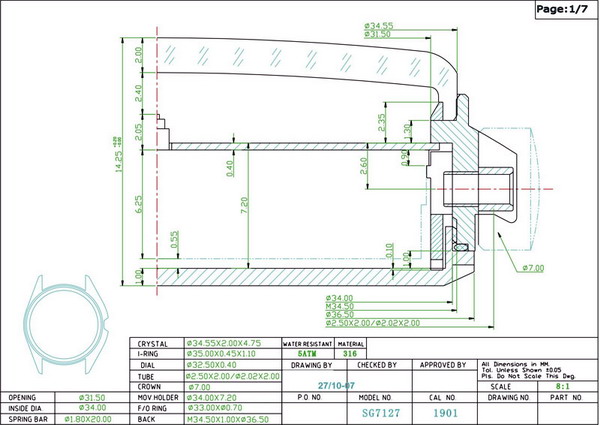 Page:1/7
Ø34.55
Ø31.50
2.00
2.40
2.05
14.25
6.25
0.55
1.00
0.40
7.20
2.35
1.30
0.90
2.60
0.10
1.00
Ø7.00
Ø34.00
M34.50
Ø36.50
Ø2.50X2.00/Ø2.02X2.00
CRYSTAL Ø34.55X2.00X4.75 WATER RESISTANT MATERIAL
I-RING Ø35.00X0.45X1.10 5ATM 316
DIAL Ø32.50X0.40 DRAWING BY CHECKED BY APPROVED BY All Dimensions in MM.
Tol. Unless Shown ±0.05
Pls. Do Not Scale This Dwg.
TUBE Ø2.50X2.00/Ø2.02X2.00
CROWN Ø7.00 27/10-07 SCALE 8:1
OPENING Ø31.50 MOV.HOLDER Ø34.00X7.20 P.O NO. MODEL NO. CAL NO. DRAWING NO. PART NO.
INSIDE DIA Ø34.00 F/O RING Ø33.00XØ0.70 SG7127 1901
SPRING BAR Ø1.80X20.00 BACK M34.50X1.00XØ36.50